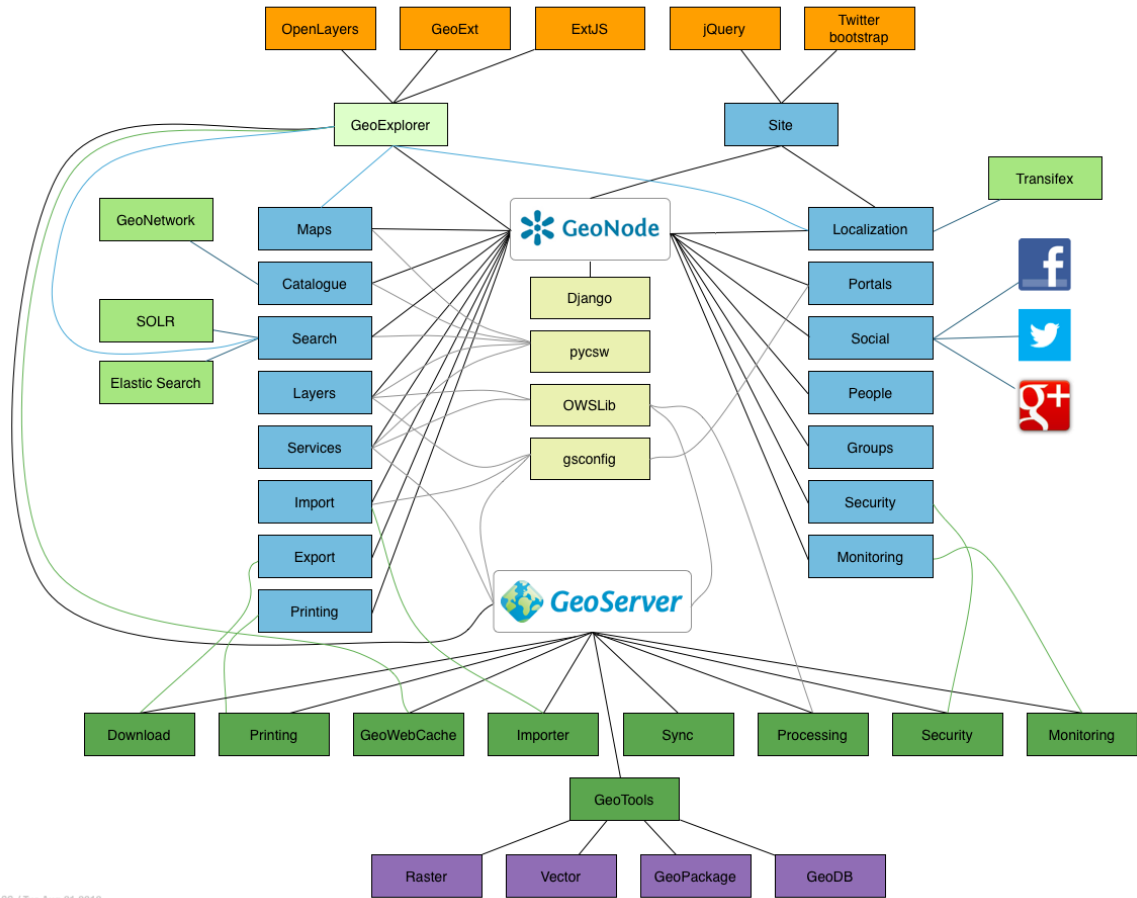 OpenLayers
GeoExt
ExtJS
jQuery
Twitter
bootstrap
GeoExplorer
Site
Transifex
GeoNetwork
Maps
GeoNode
Localization
Catalogue
Django
Portals
SOLR
Search
pycsw
Social
Elastic Search
Layers
OWSLib
People
g+
Services
gsconfig
Groups
Import
Security
Export
Monitoring
Printing
GeoServer
Download
Printing
GeoWebCache
Importer
Sync
Processing
Security
Monitoring
GeoTools
Raster
Vector
GeoPackage
GeoDB